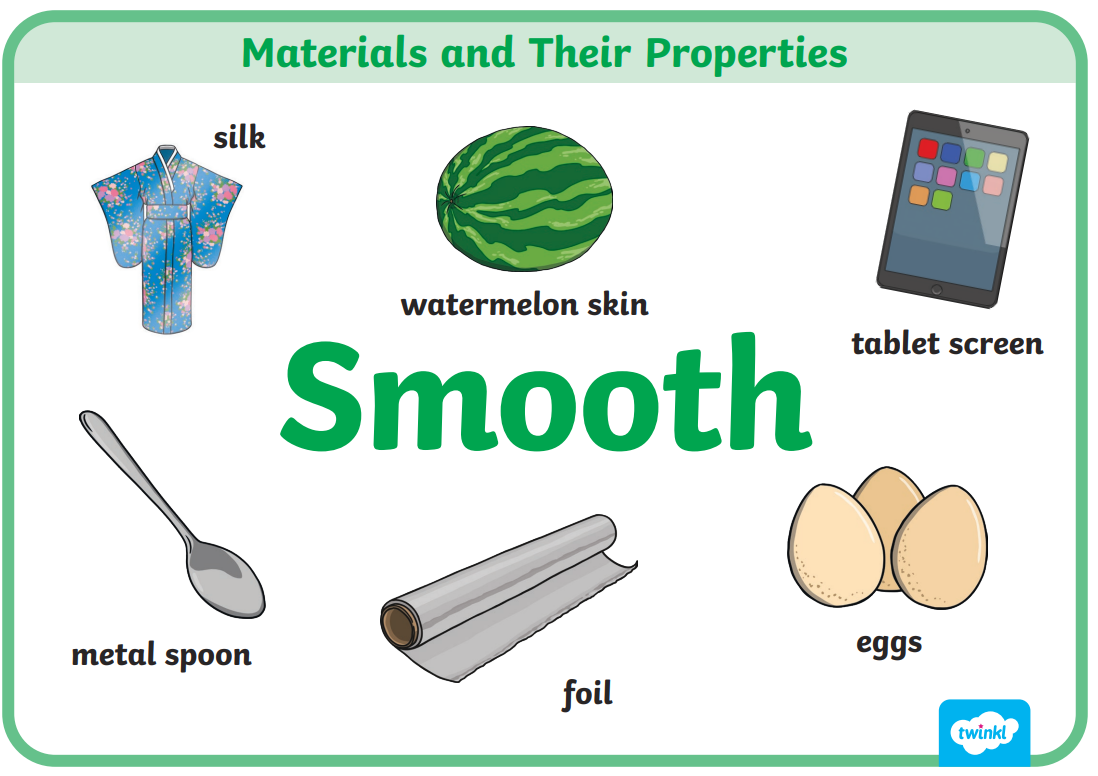 Materials and Their Properties
silk
watermelon skin
tablet screen
Smooth
metal spoon
foil
eggs
twinkl